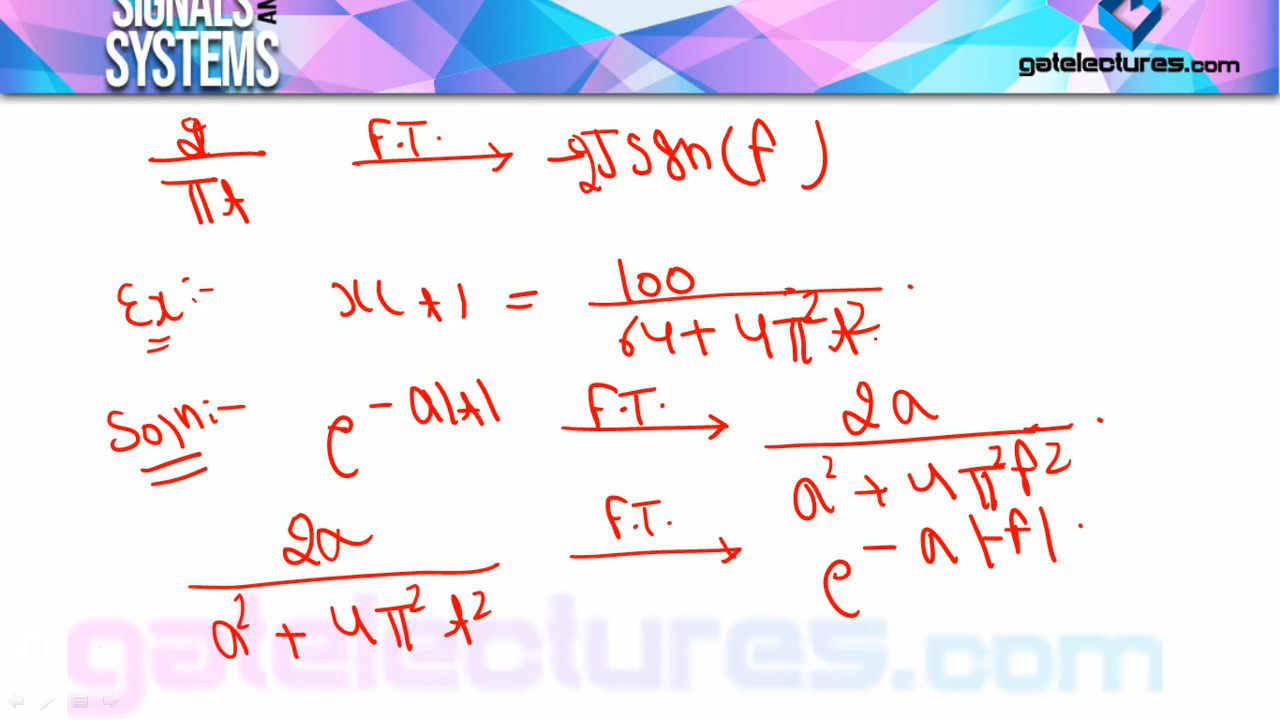 SIGNALS AND
SYSTEMS
gatelectures.com
2/πt F.T. → -2j sgn(f)
Ex:- x(t) = 100/(64 + 4π²t²).
Soln:- e^(-a|t|) F.T. → 2a/(a² + 4π²f²).
2a/(a² + 4π²t²) F.T. → e^(-a|-f|).
gatelectures.com